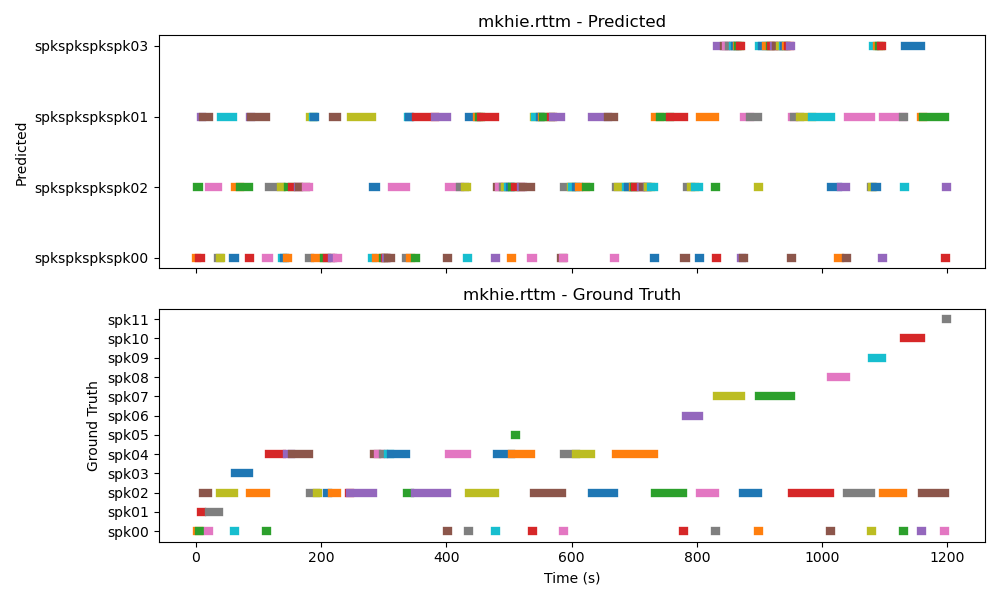 mkhie.rttm - Predicted
spkspkspkspk03
spkspkspkspk01
spkspkspkspk02
spkspkspkspk00
Predicted
mkhie.rttm - Ground Truth
spk11
spk10
spk09
spk08
spk07
spk06
spk05
spk04
spk03
spk02
spk01
spk00
Ground Truth
0 200 400 600 800 1000 1200
Time (s)